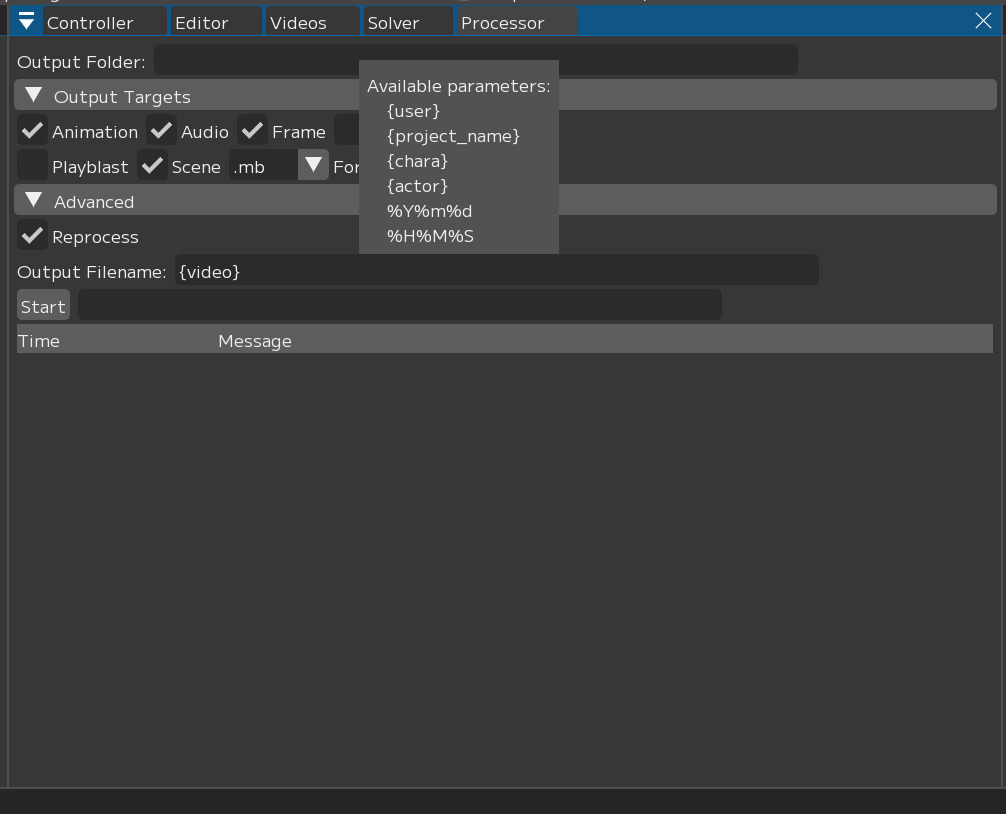 Controller Editor Videos Solver Processor
Output Folder:
Available parameters:
{user}
{project_name}
{chara}
{actor}
%Y%m%d
%H%M%S
Output Targets
Animation Audio Frame
Playblast Scene .mb For
Advanced
Reprocess
Output Filename: {video}
Start
Time Message